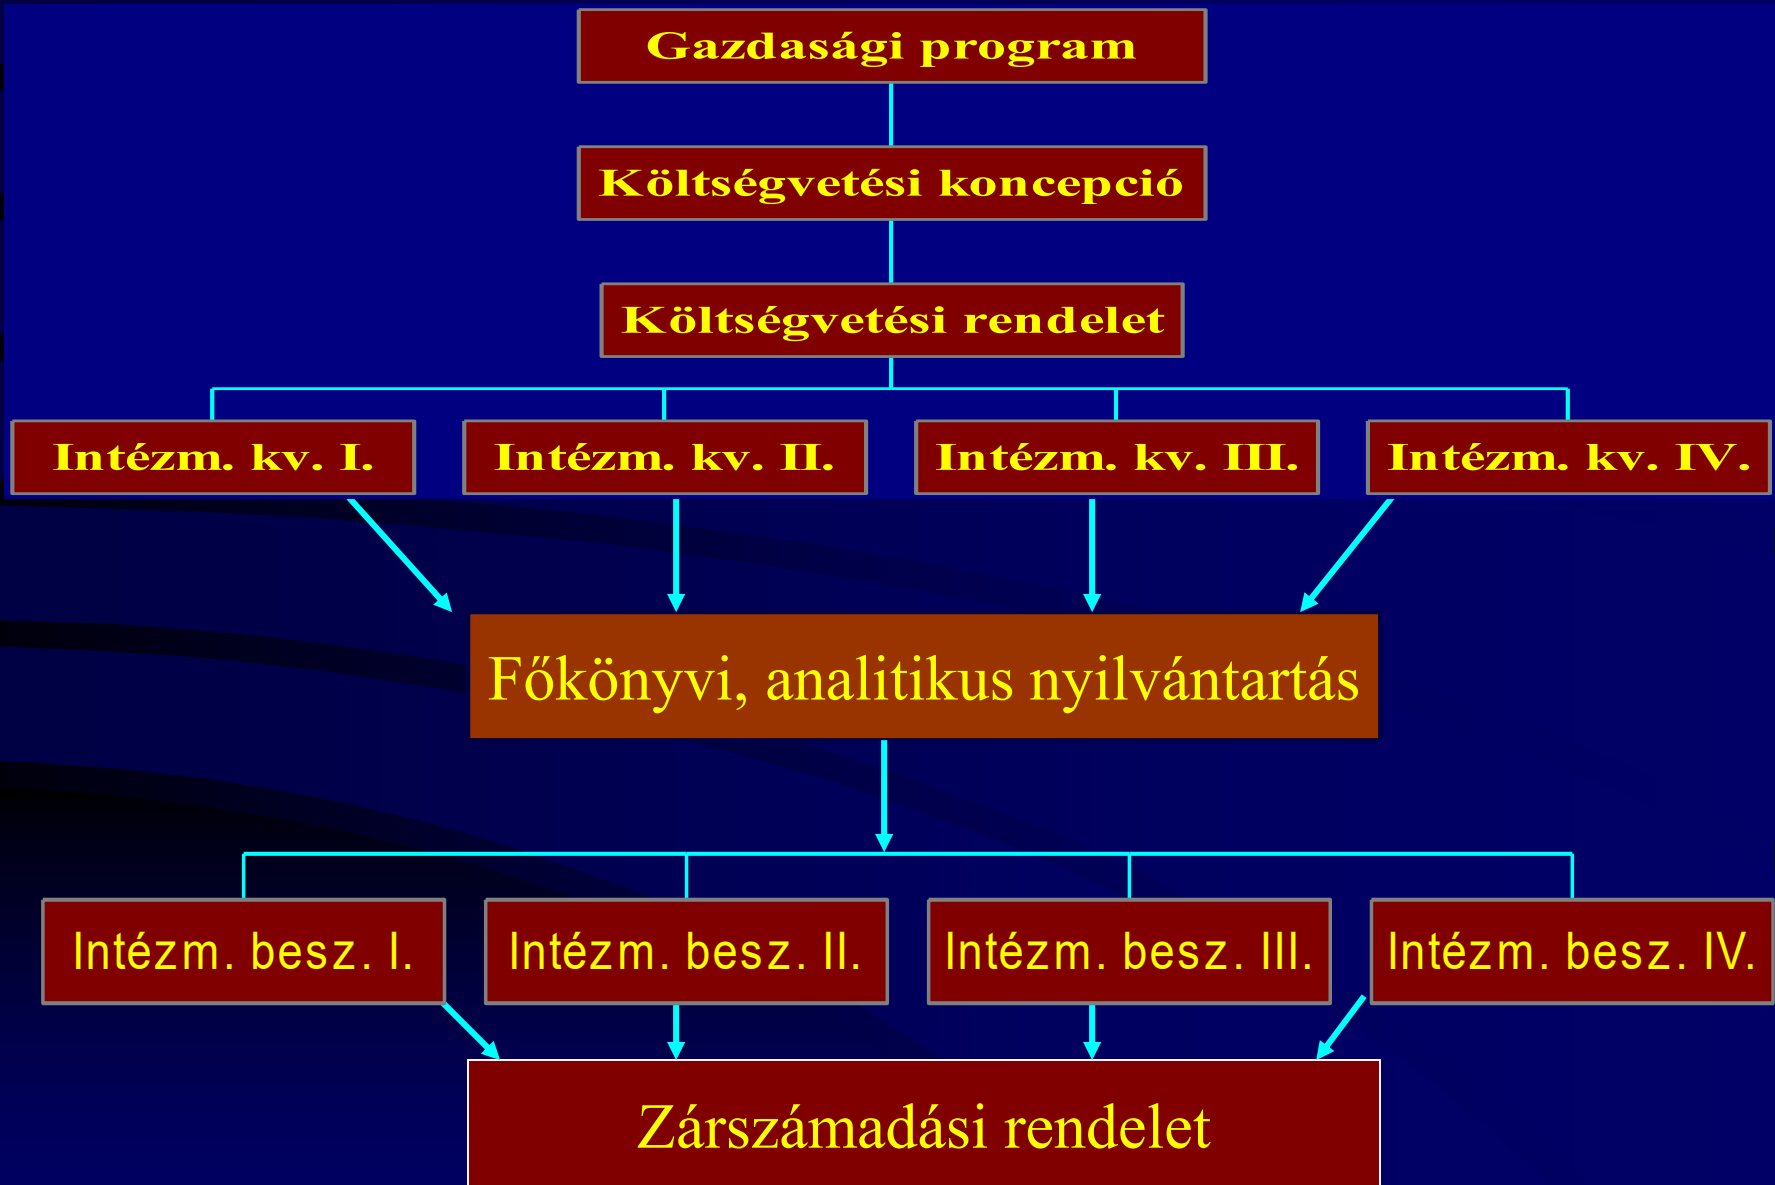 Gazdasági program
Költségvetési koncepció
Költségvetési rendelet
Intézm. kv. I.
Intézm. kv. II.
Intézm. kv. III.
Intézm. kv. IV.
Főkönyvi, analitikus nyilvántartás
Intézm. besz. I.
Intézm. besz. II.
Intézm. besz. III.
Intézm. besz. IV.
Zárszámadási rendelet